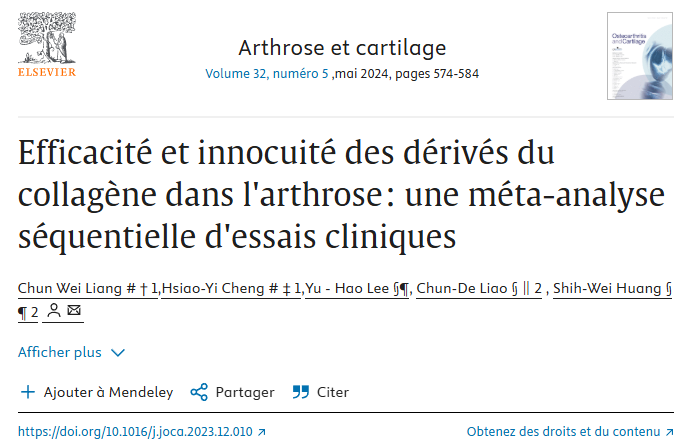 ELSEVIER
Arthrose et cartilage
Volume 32, numéro 5 ,mai 2024, pages 574-584
Osteoarthritis
and Cartilage
Efficacité et innocuité des dérivés du
collagène dans l'arthrose : une méta-analyse
séquentielle d'essais cliniques
Chun Wei Liang # † 1,Hsiao-Yi Cheng # ‡ 1,Yu - Hao Lee §¶, Chun-De Liao § ‖ 2 , Shih-Wei Huang §
¶ 2
Afficher plus
Ajouter à Mendeley Partager Citer
https://doi.org/10.1016/j.joca.2023.12.010 ↗ Obtenez des droits et du contenu ↗